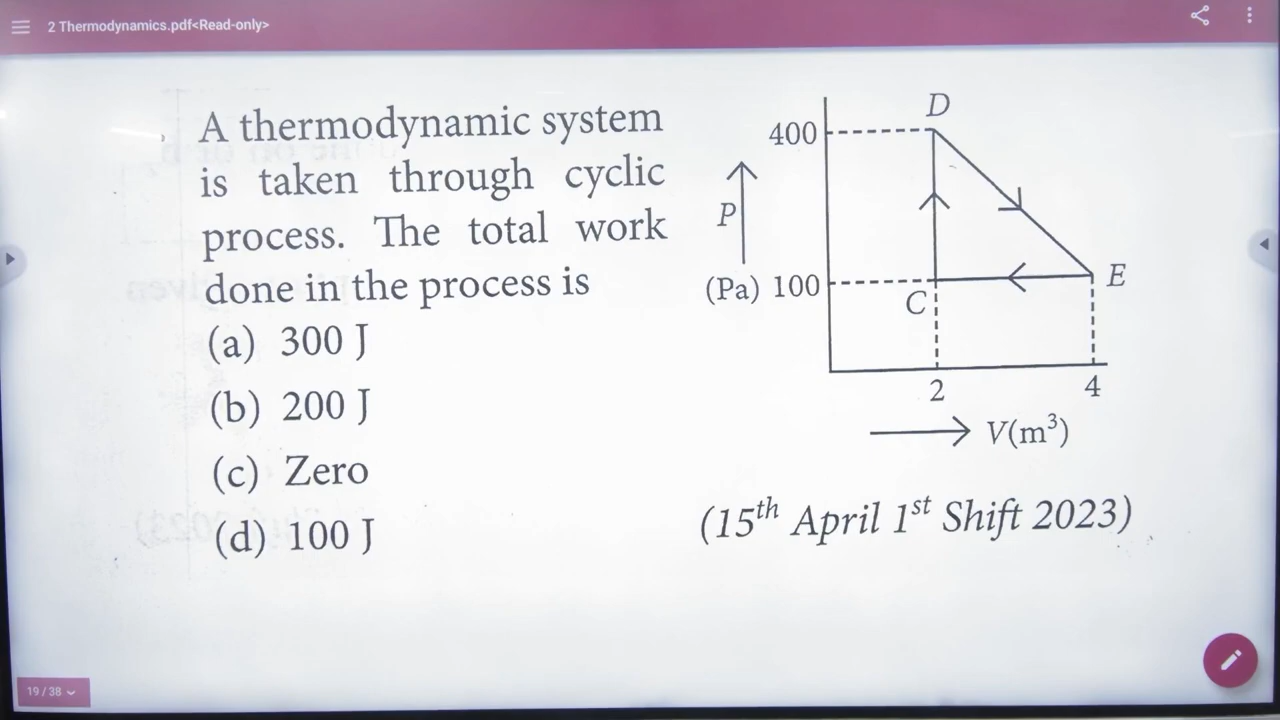 2 Thermodynamics.pdf<Read-only>
A thermodynamic system
is taken through cyclic
process. The total work
done in the process is
(a) 300 J
(b) 200 J
(c) Zero
(d) 100 J
D
400
P
(Pa) 100
C
E
2
4
V(m³)
(15th April 1st Shift 2023)
19 / 38